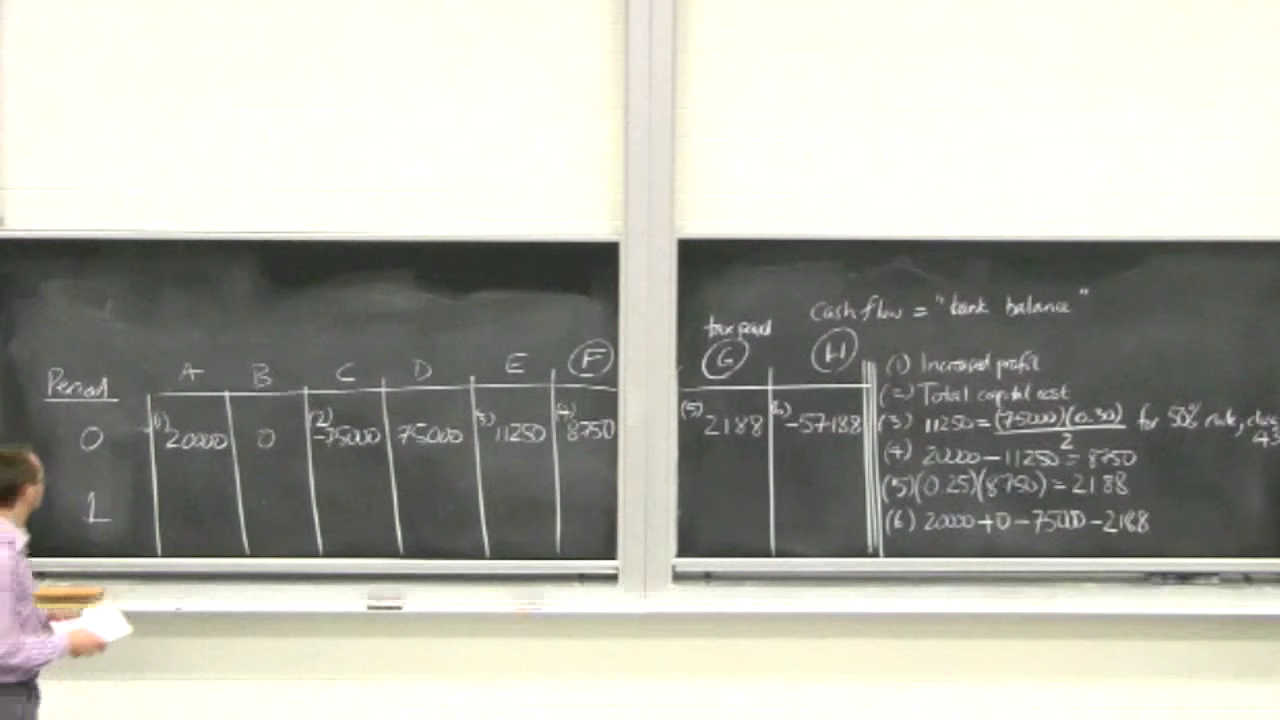 Period A B C D E F
0 (1) 20000 0 (2) -75000 75000 (3) 11250 (4) 8750
1
cash flow = "tank balance"
tax paid
G H
(5) 2188 (6) -57188
(1) Increased profit
(2) Total capital cost
(3) 11250 = (75000)(0.30) / 2 for 50% rule,
(4) 20000 - 11250 = 8750
(5) (0.25)(8750) = 2188
(6) 20000 + 0 - 75000 - 2188